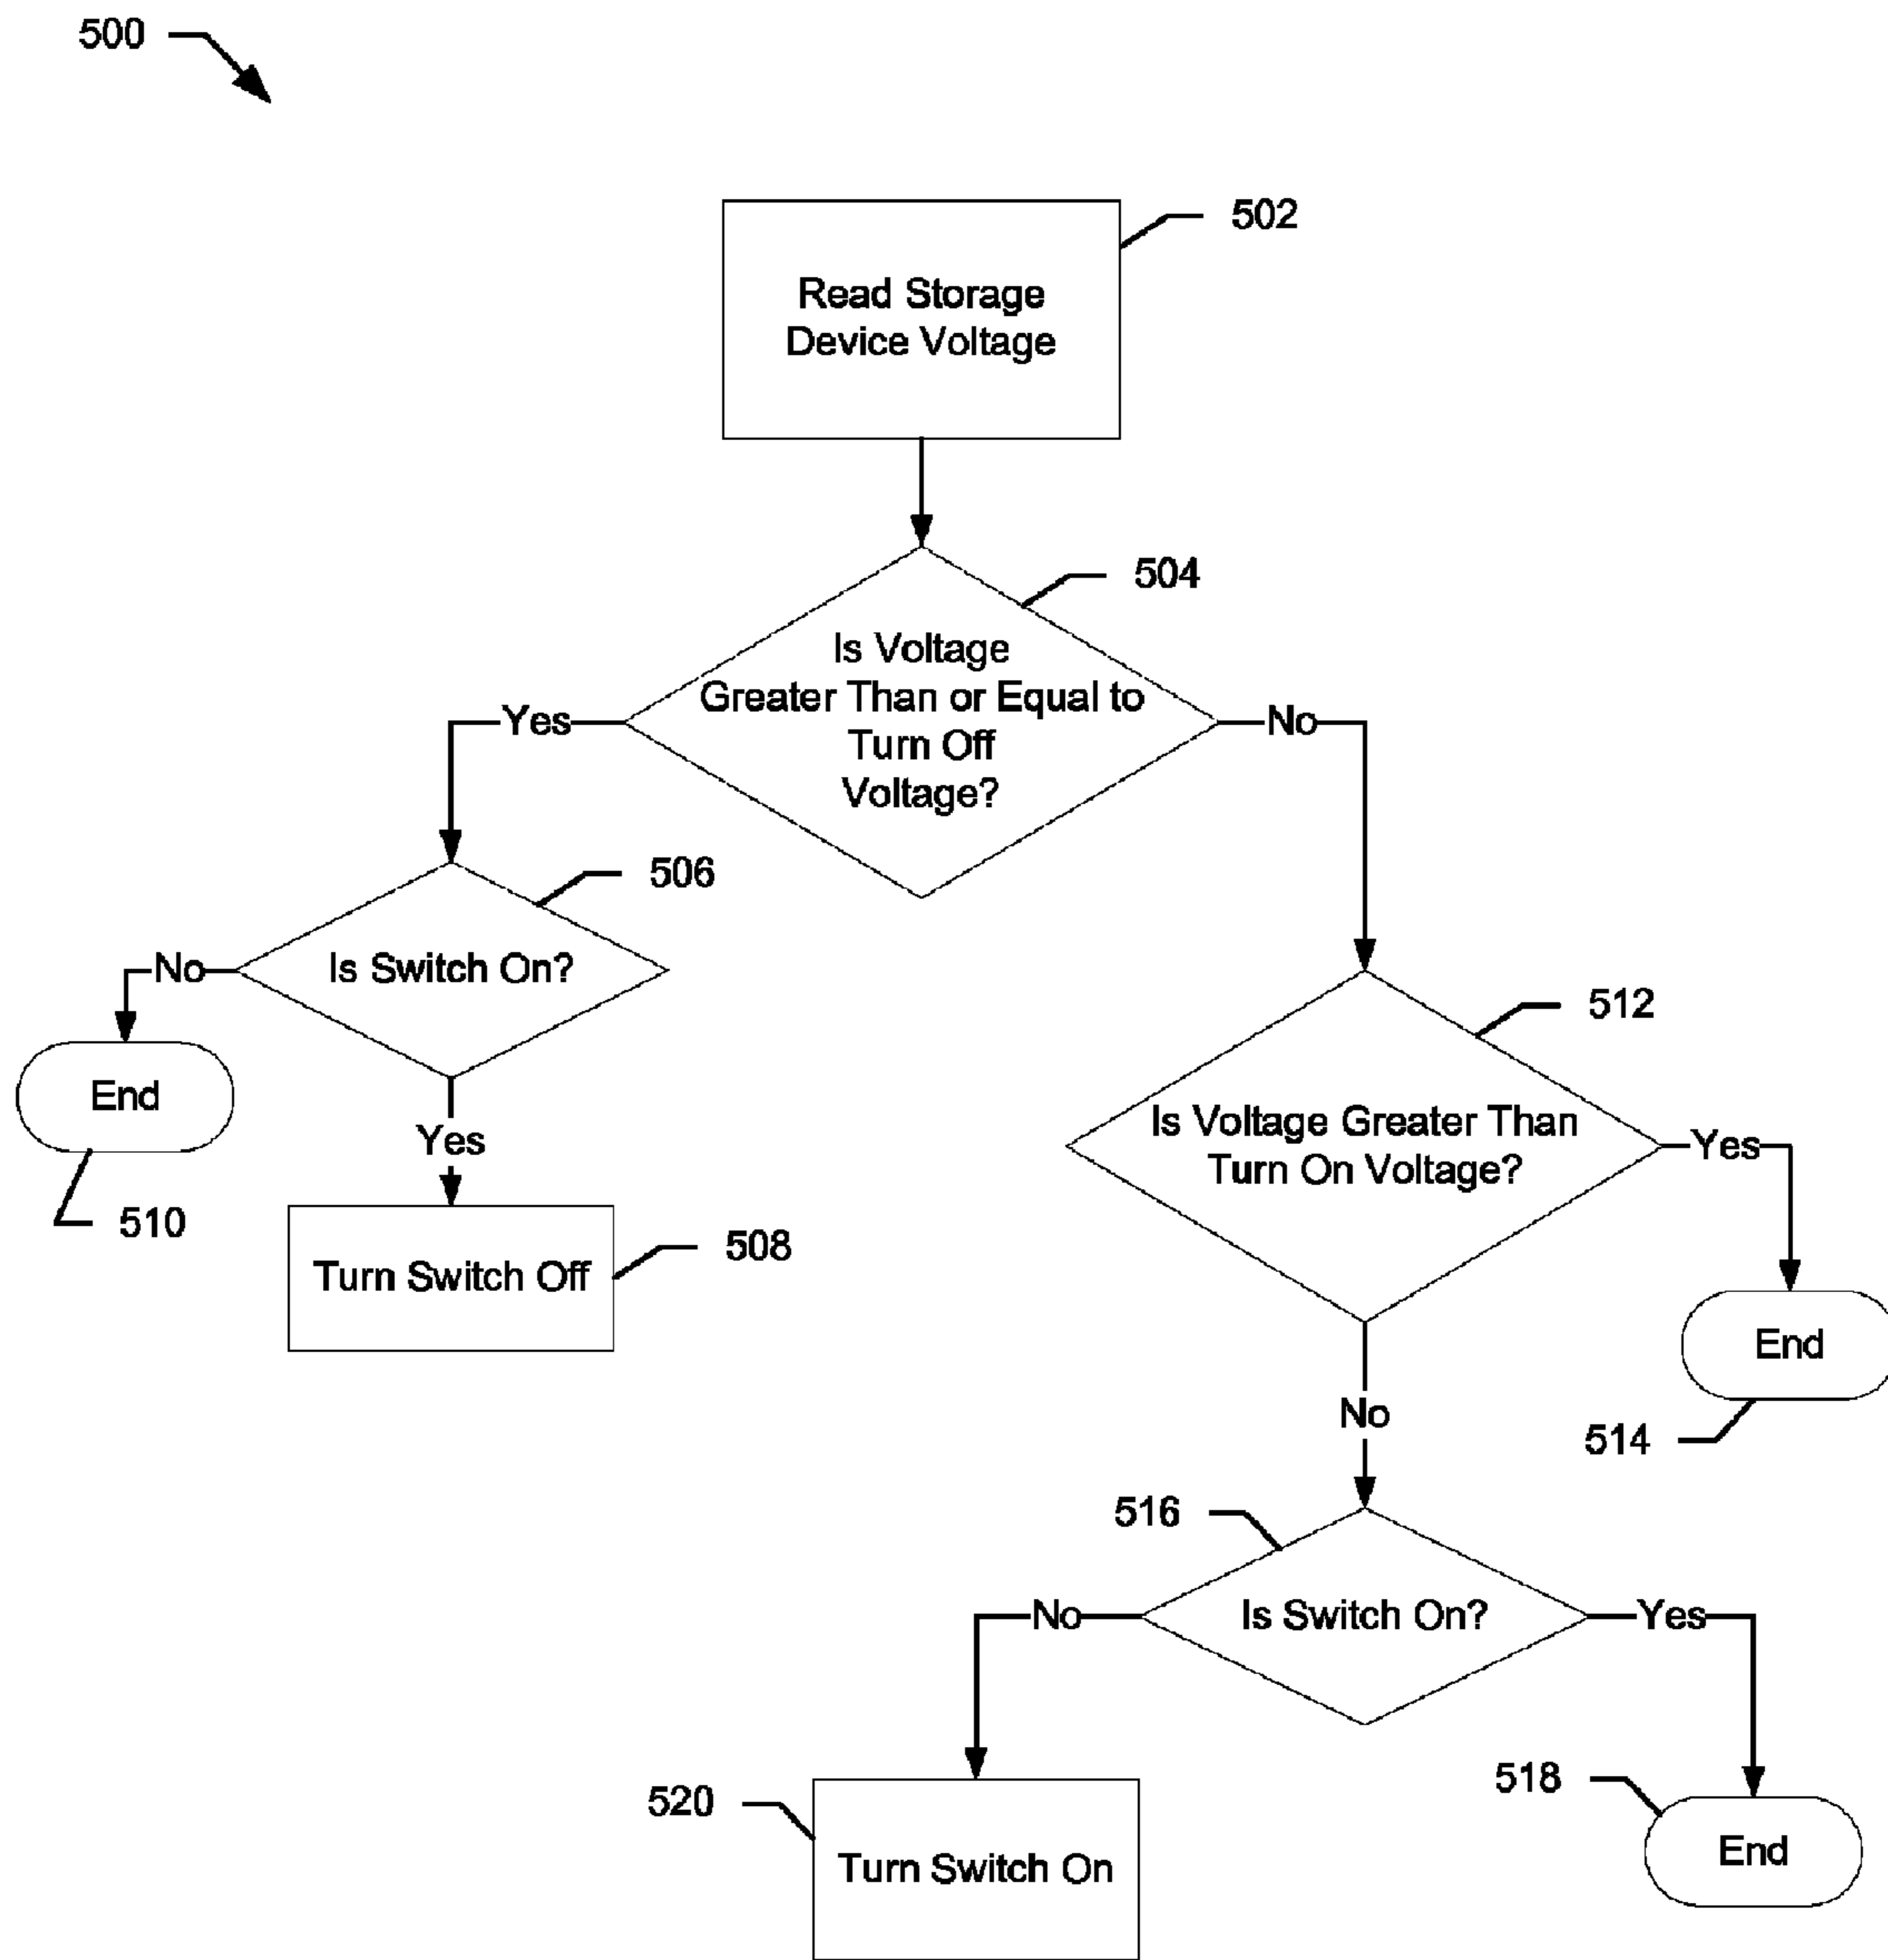 500
502
Read Storage
Device Voltage
504
Is Voltage
Greater Than or Equal to
Turn Off
Voltage?
Yes
No
506
Is Switch On?
No
End
510
Yes
508
Turn Switch Off
512
Is Voltage Greater Than
Turn On Voltage?
Yes
End
514
No
516
Is Switch On?
No
Yes
520
Turn Switch On
518
End